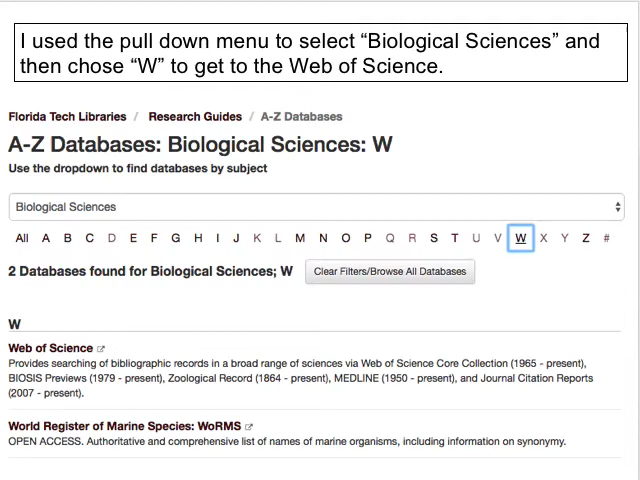 I used the pull down menu to select “Biological Sciences” and
then chose “W” to get to the Web of Science.
Florida Tech Libraries / Research Guides / A-Z Databases
A-Z Databases: Biological Sciences: W
Use the dropdown to find databases by subject
Biological Sciences
All A B C D E F G H I J K L M N O P Q R S T U V W X Y Z #
2 Databases found for Biological Sciences; W Clear Filters/Browse All Databases
W
Web of Science
Provides searching of bibliographic records in a broad range of sciences via Web of Science Core Collection (1965 - present),
BIOSIS Previews (1979 - present), Zoological Record (1864 - present), MEDLINE (1950 - present), and Journal Citation Reports
(2007 - present).
World Register of Marine Species: WoRMS
OPEN ACCESS. Authoritative and comprehensive list of names of marine organisms, including information on synonymy.